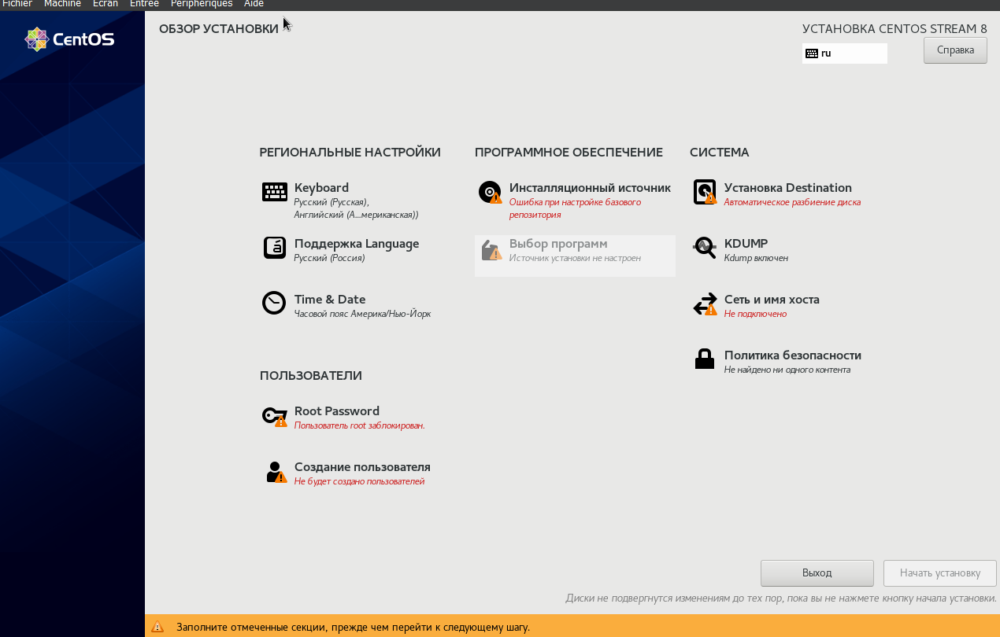 Fichier Machine Écran Entrée Périphériques Aide
CentOS
ОБЗОР УСТАНОВКИ
УСТАНОВКА CENTOS STREAM 8
ru
Справка
РЕГИОНАЛЬНЫЕ НАСТРОЙКИ
Keyboard
Русский (Русская),
Английский (А...мериканская))
Поддержка Language
Русский (Россия)
Time & Date
Часовой пояс Америка/Нью-Йорк
ПРОГРАММНОЕ ОБЕСПЕЧЕНИЕ
Инсталляционный источник
Ошибка при настройке базового
репозитория
Выбор программ
Источник установки не настроен
СИСТЕМА
Установка Destination
Автоматическое разбиение диска
KDUMP
Kdump включен
Сеть и имя хоста
Не подключено
Политика безопасности
Не найдено ни одного контента
ПОЛЬЗОВАТЕЛИ
Root Password
Пользователь root заблокирован.
Создание пользователя
Не будет создано пользователей
Выход
Начать установку
Диски не подвергнутся изменениям до тех пор, пока вы не нажмете кнопку начала установки.
Заполните отмеченные секции, прежде чем перейти к следующему шагу.